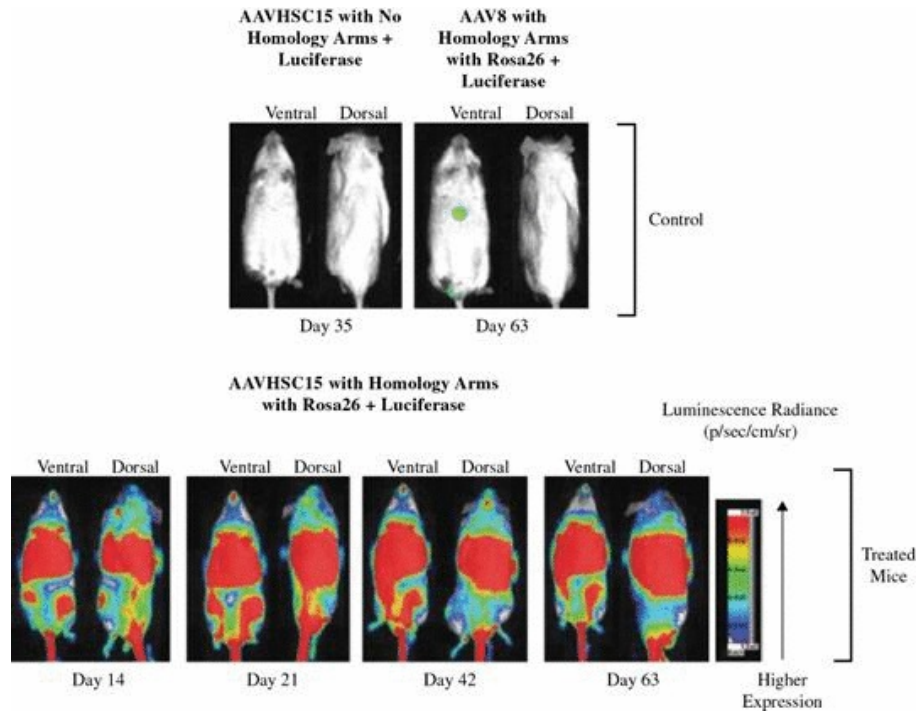 AAVHSC15 with No
Homology Arms +
Luciferase
AAV8 with
Homology Arms
with Rosa26 +
Luciferase
Ventral Dorsal
Ventral Dorsal
Control
Day 35
Day 63
AAVHSC15 with Homology Arms
with Rosa26 + Luciferase
Luminescence Radiance
(p/sec/cm/sr)
Ventral Dorsal
Ventral Dorsal
Ventral Dorsal
Ventral Dorsal
Treated
Mice
Day 14
Day 21
Day 42
Day 63
Higher
Expression